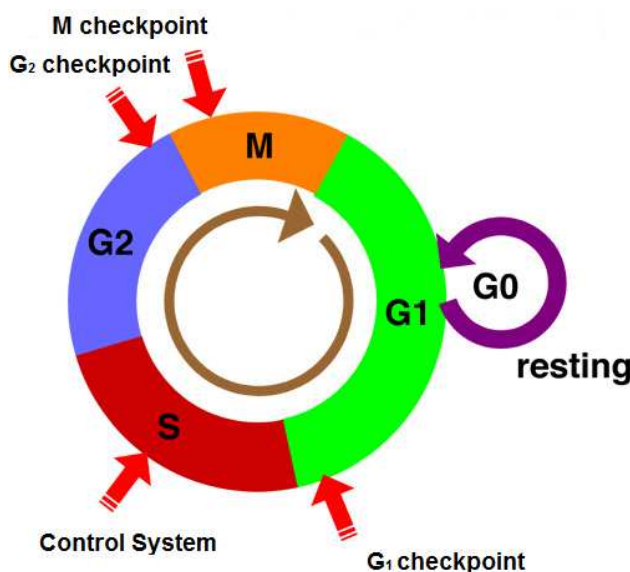 M checkpoint
G₂ checkpoint
M
G2
G1
G0
resting
S
Control System
G₁ checkpoint